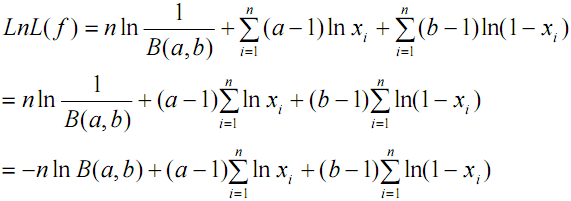 LnL(f) = n ln 1/B(a,b) + ∑_{i=1}^{n} (a−1) ln x_i + ∑_{i=1}^{n} (b−1) ln(1−x_i)
= n ln 1/B(a,b) + (a−1) ∑_{i=1}^{n} ln x_i + (b−1) ∑_{i=1}^{n} ln(1−x_i)
= −n ln B(a,b) + (a−1) ∑_{i=1}^{n} ln x_i + (b−1) ∑_{i=1}^{n} ln(1−x_i)